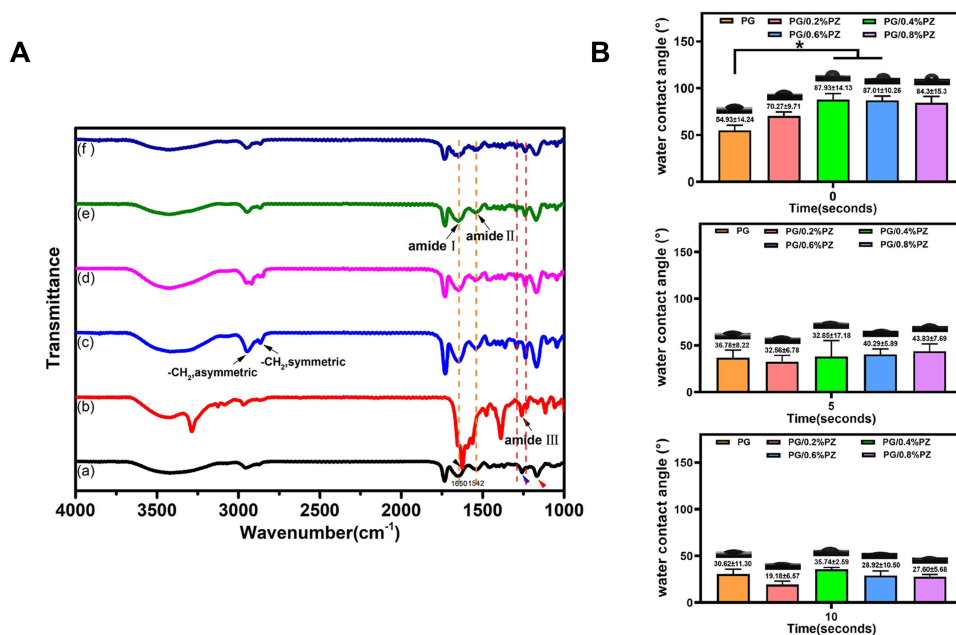 A
(f )
(e)
amide I
amide II
(d)
(c)
-CH2,asymmetric
-CH2,symmetric
(b)
amide III
(a)
1650
1542
Transmittance
4000 3500 3000 2500 2000 1500 1000
Wavenumber(cm-1)
B
PG PG/0.2%PZ PG/0.4%PZ
PG/0.6%PZ PG/0.8%PZ
water contact angle (°)
150
100
50
0
*
54.93±14.24
70.27±9.71
87.93±14.13
87.01±10.26
84.3±15.3
0
Time(seconds)
PG PG/0.2%PZ PG/0.4%PZ
PG/0.6%PZ PG/0.8%PZ
water contact angle (°)
150
100
50
0
36.78±8.22
32.56±6.78
32.85±17.18
40.29±5.89
43.83±7.69
5
Time(seconds)
PG PG/0.2%PZ PG/0.4%PZ
PG/0.6%PZ PG/0.8%PZ
water contact angle (°)
150
100
50
0
30.62±11.30
19.18±6.57
35.74±2.59
28.92±10.50
27.60±5.68
10
Time(seconds)